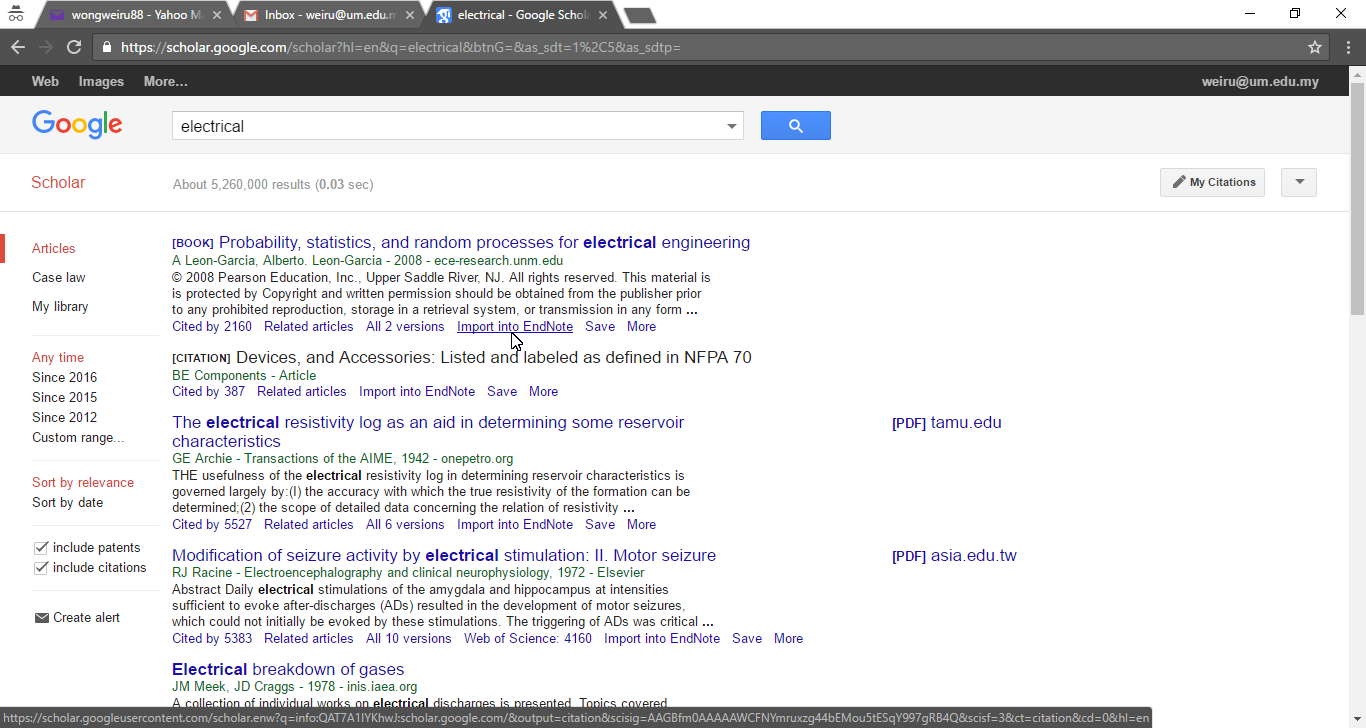 wongweiru88 - Yahoo M
Inbox - weiru@um.edu.m
electrical - Google Schol
https://scholar.google.com/scholar?hl=en&q=electrical&btnG=&as_sdt=1%2C5&as_sdtp=
Web Images More... weiru@um.edu.my
Google electrical
Scholar About 5,260,000 results (0.03 sec) My Citations
Articles
Case law
My library
Any time
Since 2016
Since 2015
Since 2012
Custom range...
Sort by relevance
Sort by date
include patents
include citations
Create alert
[BOOK] Probability, statistics, and random processes for electrical engineering
A Leon-Garcia, Alberto. Leon-Garcia - 2008 - ece-research.unm.edu
© 2008 Pearson Education, Inc., Upper Saddle River, NJ. All rights reserved. This material is
is protected by Copyright and written permission should be obtained from the publisher prior
to any prohibited reproduction, storage in a retrieval system, or transmission in any form ...
Cited by 2160 Related articles All 2 versions Import into EndNote Save More
[CITATION] Devices, and Accessories: Listed and labeled as defined in NFPA 70
BE Components - Article
Cited by 387 Related articles Import into EndNote Save More
The electrical resistivity log as an aid in determining some reservoir
characteristics
[PDF] tamu.edu
GE Archie - Transactions of the AIME, 1942 - onepetro.org
THE usefulness of the electrical resistivity log in determining reservoir characteristics is
governed largely by:(I) the accuracy with which the true resistivity of the formation can be
determined;(2) the scope of detailed data concerning the relation of resistivity ...
Cited by 5527 Related articles All 6 versions Import into EndNote Save More
Modification of seizure activity by electrical stimulation: II. Motor seizure
[PDF] asia.edu.tw
RJ Racine - Electroencephalography and clinical neurophysiology, 1972 - Elsevier
Abstract Daily electrical stimulations of the amygdala and hippocampus at intensities
sufficient to evoke after-discharges (ADs) resulted in the development of motor seizures,
which could not initially be evoked by these stimulations. The triggering of ADs was critical ...
Cited by 5383 Related articles All 10 versions Web of Science: 4160 Import into EndNote Save More
Electrical breakdown of gases
JM Meek, JD Craggs - 1978 - inis.iaea.org
A collection of individual works on electrical discharges is presented. Topics covered
https://scholar.googleusercontent.com/scholar.enw?q=info:QAT7A1IYKhwJ:scholar.google.com/&output=citation&scisig=AAGBfm0AAAAAWCFNYmruxzg44bEMou5tESqY997gRB4Q&scisf=3&ct=citation&cd=0&hl=en